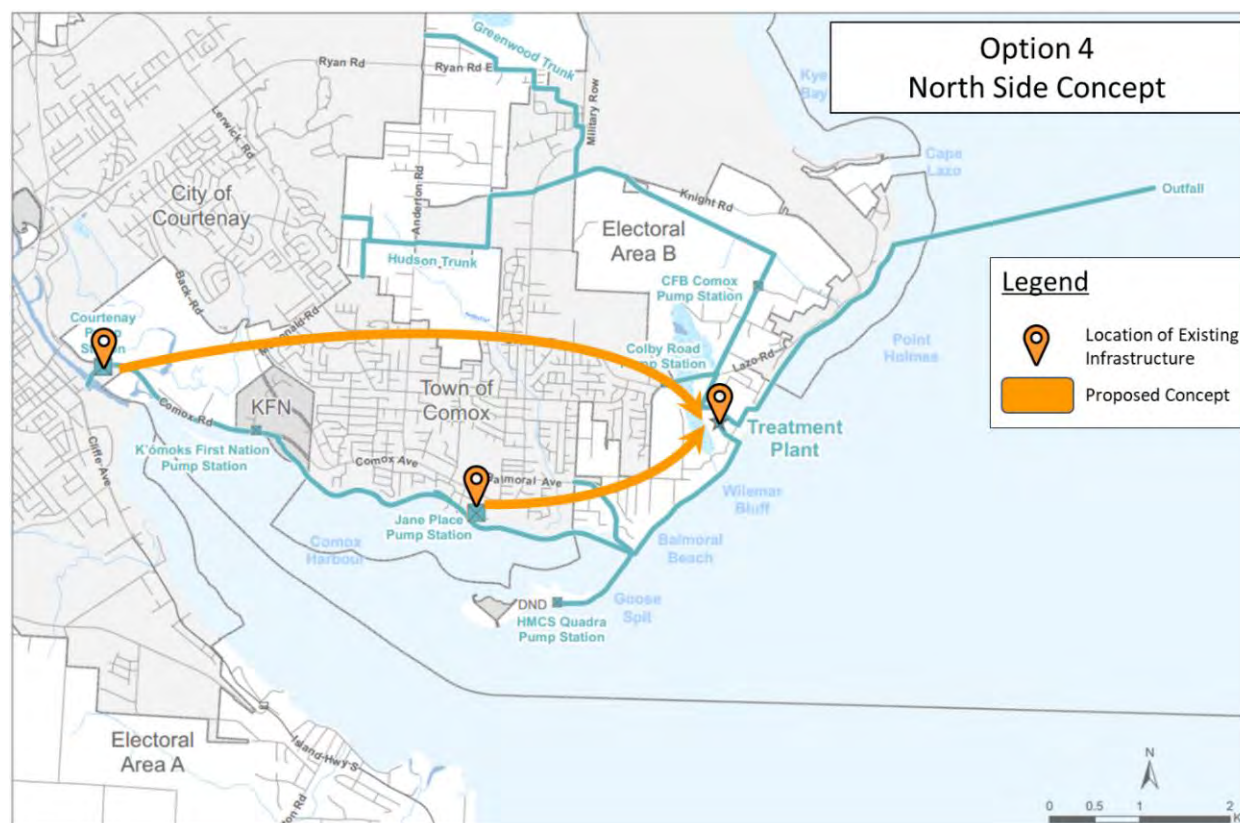 Option 4
North Side Concept
Greenwood Trunk
Ryan Rd
Ryan Rd E
Military Row
Kye
Bay
Cape
Lazo
Outfall
Lerwick Rd
City of
Courtenay
Anderton Rd
Knight Rd
Electoral
Area B
Hudson Trunk
CFB Comox
Pump Station
Legend
Location of Existing
Infrastructure
Proposed Concept
Back Rd
Courtenay
Station
Colby Road
Lazo Rd
Point
Holmes
Town of
Comox
KFN
Comox Rd
Treatment
Plant
K'ómoks First Nation
Pump Station
Cliffe Ave
Comox Ave
Balmoral Ave
Jane Place
Pump Station
Wilemar
Bluff
Comox
Harbour
Balmoral
Beach
Goose
Spit
DND
HMCS Quadra
Pump Station
Electoral
Area A
Island Hwy S
N
0 0.5 1 2